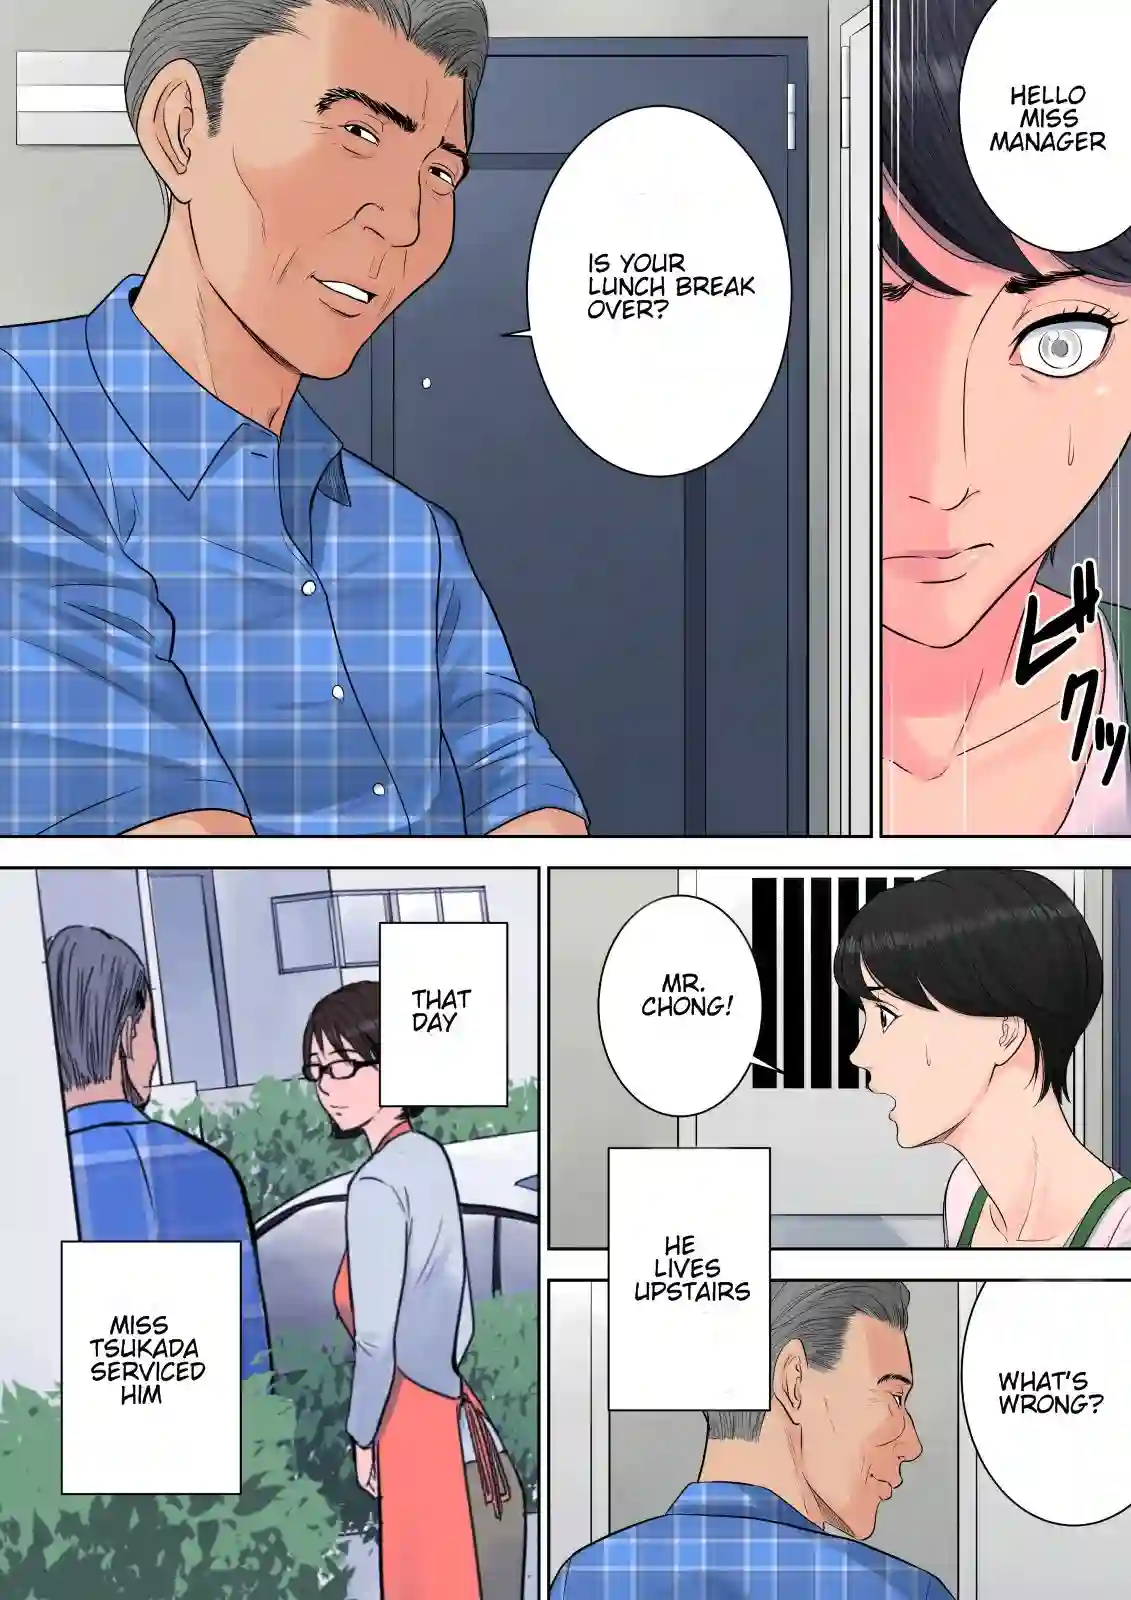 HELLO
MISS
MANAGER
ビクッ
IS YOUR
LUNCH BREAK
OVER?
MR.
CHONG!
HE
LIVES
UPSTAIRS
THAT
DAY
MISS
TSUKADA
SERVICED
HIM
WHAT'S
WRONG?